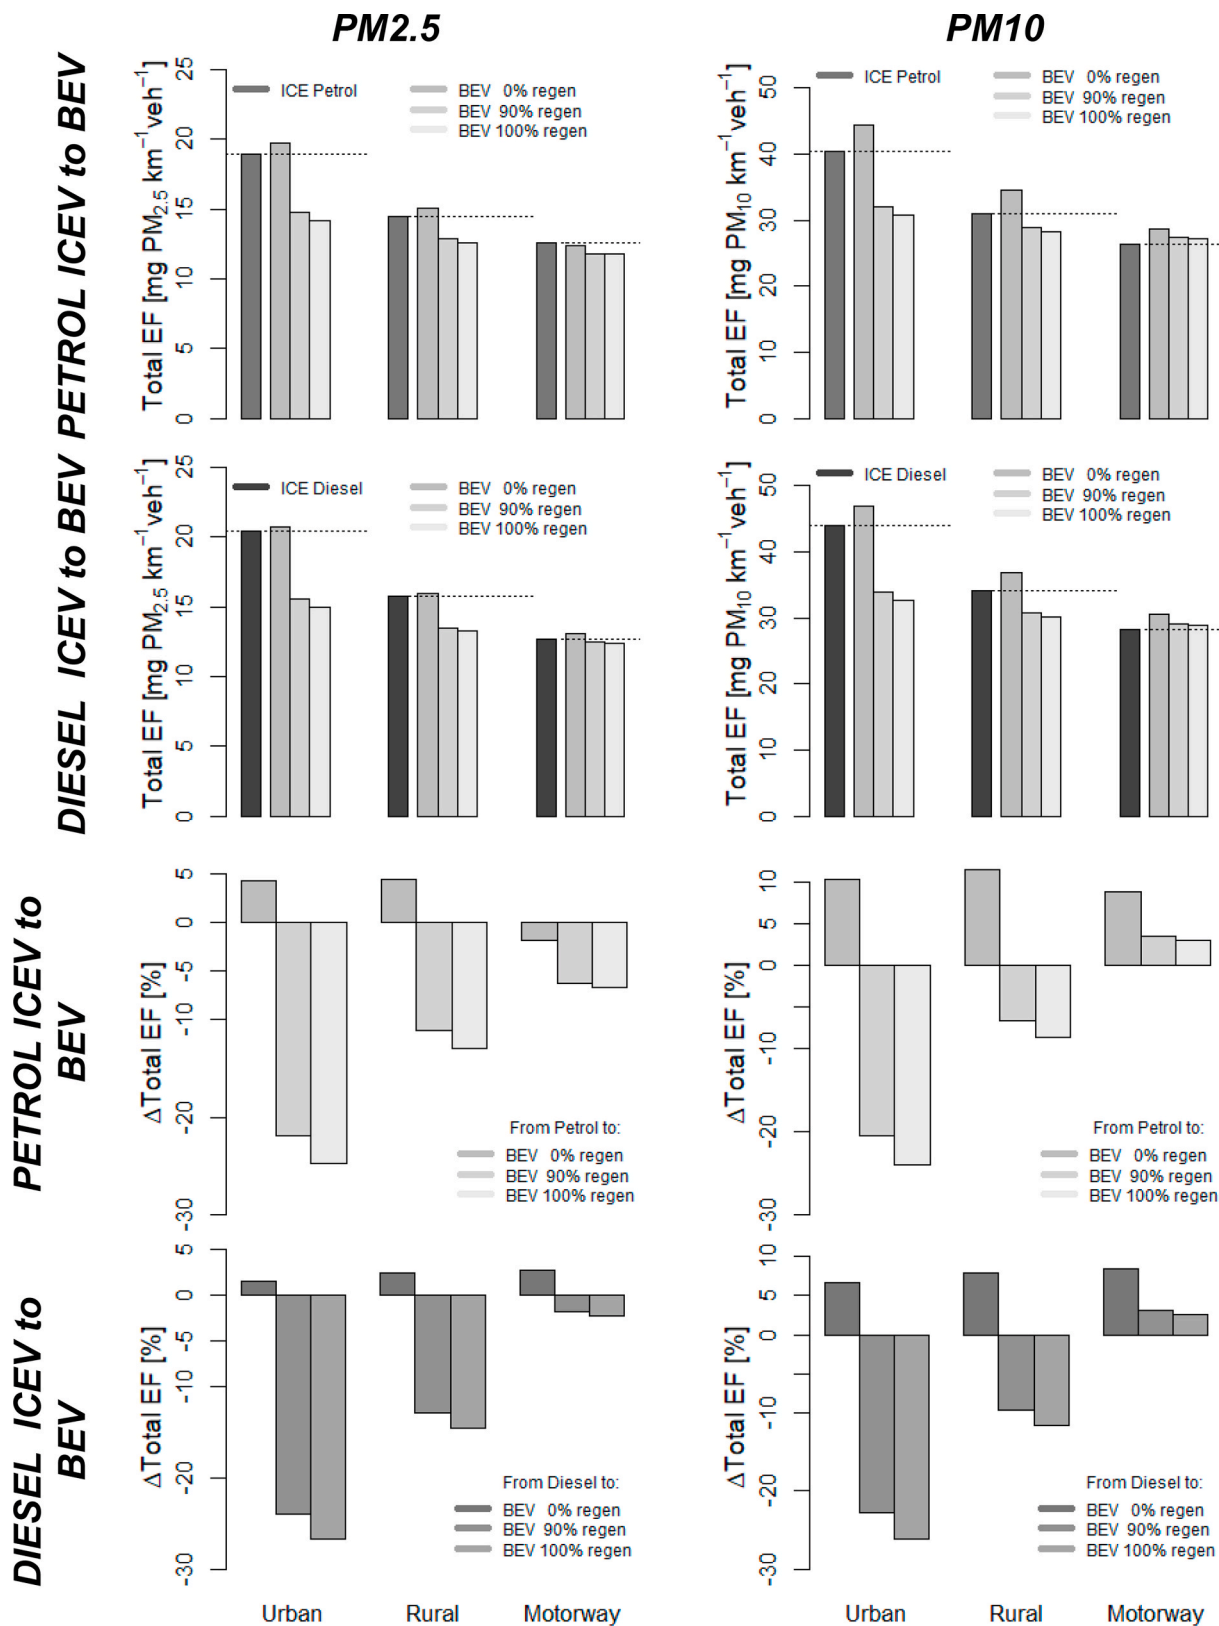 PM2.5
PM10
PETROL ICEV to BEV
Total EF [mg PM2.5 km−1veh−1]
25
20
15
10
5
0
ICE Petrol
BEV 0% regen
BEV 90% regen
BEV 100% regen
Total EF [mg PM10 km−1veh−1]
50
40
30
20
10
0
ICE Petrol
BEV 0% regen
BEV 90% regen
BEV 100% regen
DIESEL ICEV to BEV
Total EF [mg PM2.5 km−1veh−1]
25
20
15
10
5
0
ICE Diesel
BEV 0% regen
BEV 90% regen
BEV 100% regen
Total EF [mg PM10 km−1veh−1]
50
40
30
20
10
0
ICE Diesel
BEV 0% regen
BEV 90% regen
BEV 100% regen
PETROL ICEV to
BEV
ΔTotal EF [%]
5
0
-5
-10
-20
-30
From Petrol to:
BEV 0% regen
BEV 90% regen
BEV 100% regen
ΔTotal EF [%]
10
5
0
-10
-20
-30
From Petrol to:
BEV 0% regen
BEV 90% regen
BEV 100% regen
DIESEL ICEV to
BEV
ΔTotal EF [%]
5
0
-5
-10
-20
-30
From Diesel to:
BEV 0% regen
BEV 90% regen
BEV 100% regen
ΔTotal EF [%]
10
5
0
-10
-20
-30
From Diesel to:
BEV 0% regen
BEV 90% regen
BEV 100% regen
Urban Rural Motorway
Urban Rural Motorway